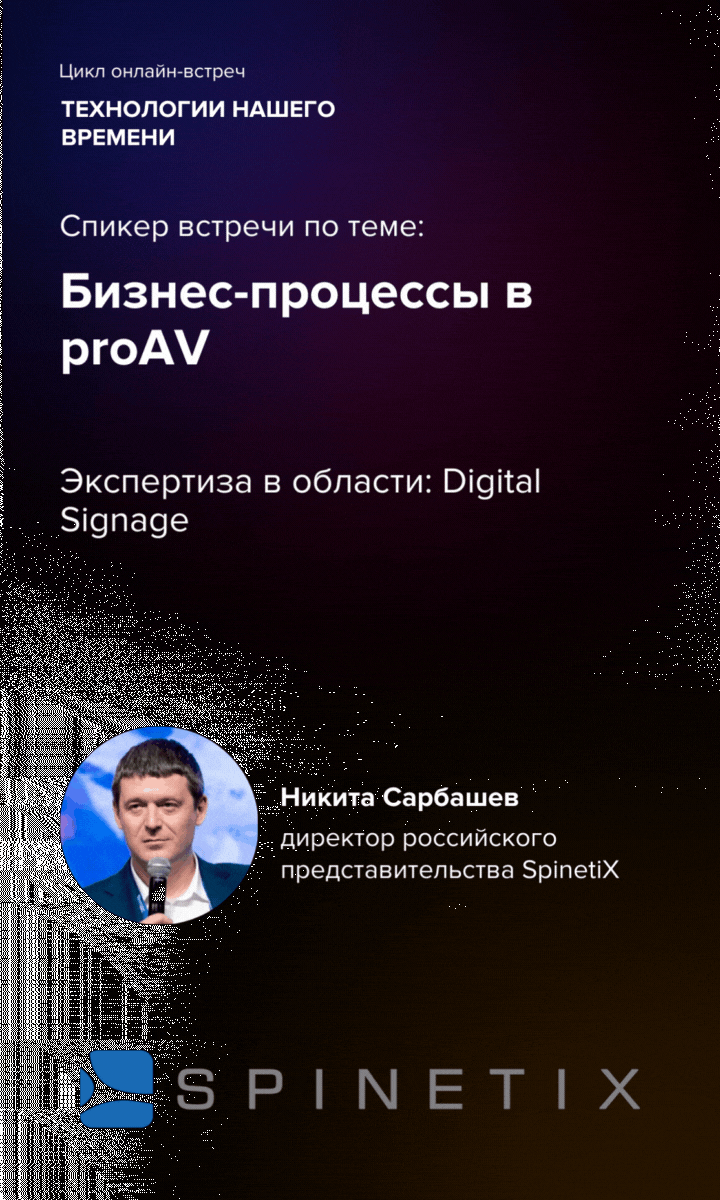 Цикл онлайн-встреч
ТЕХНОЛОГИИ НАШЕГО
ВРЕМЕНИ
Спикер встречи по теме:
Бизнес-процессы в
proAV
Экспертиза в области: Digital
Signage
Никита Сарбашев
директор российского
представительства SpinetiX
SPINETIX